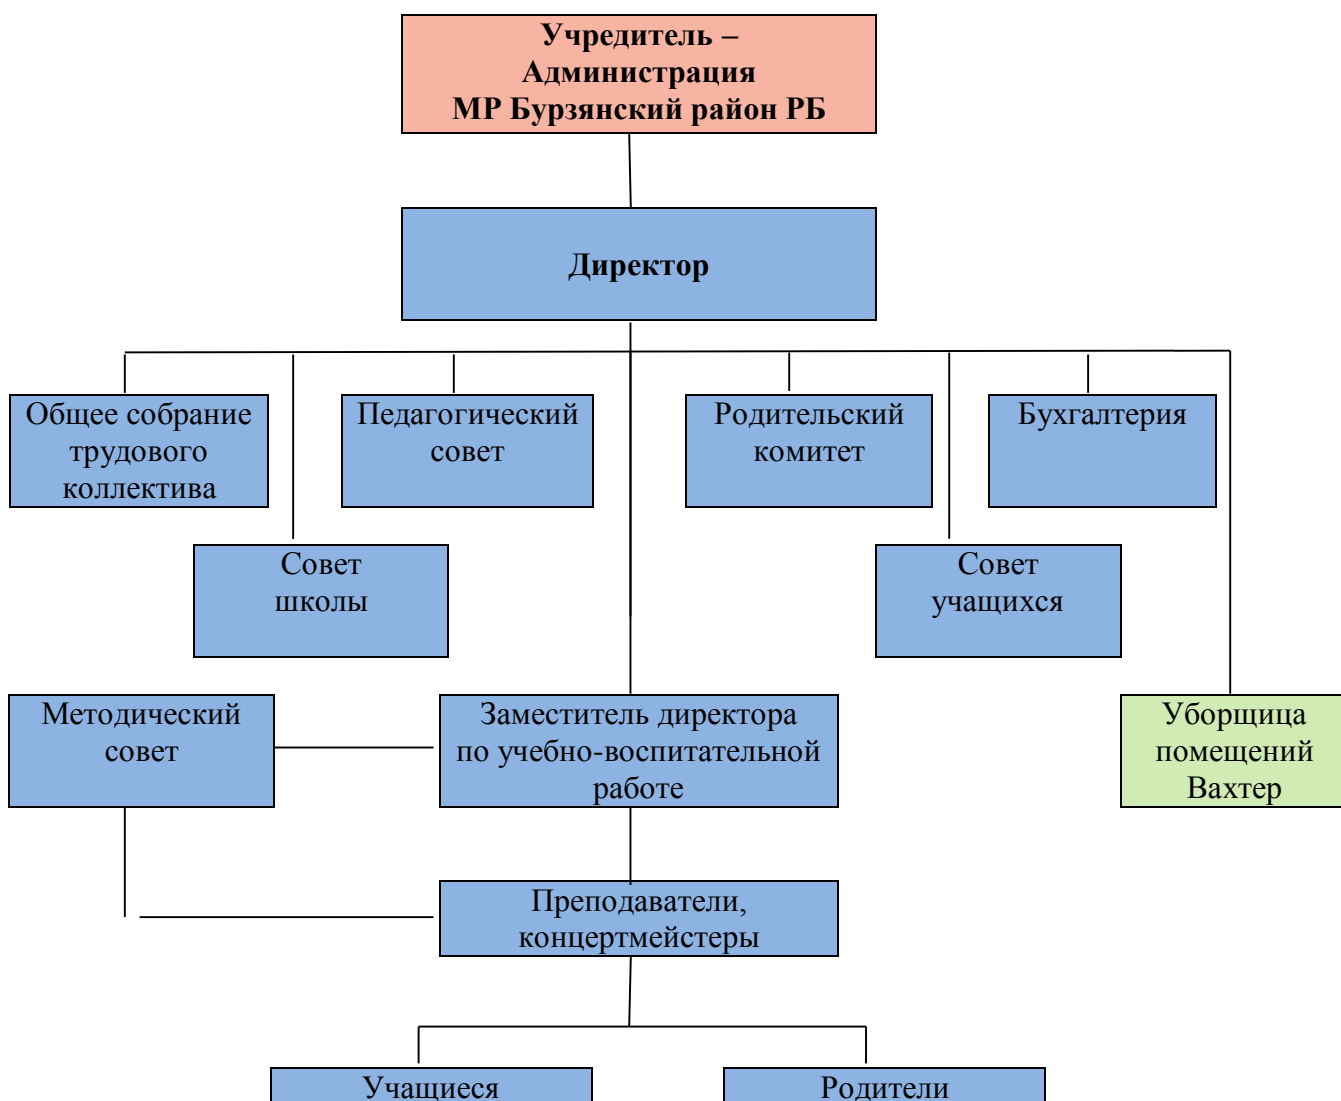 Учредитель –
Администрация
МР Бурзянский район РБ
Директор
Общее собрание
трудового
коллектива
Педагогический
совет
Родительский
комитет
Бухгалтерия
Совет
школы
Совет
учащихся
Методический
совет
Заместитель директора
по учебно-воспитательной
работе
Уборщица
помещений
Вахтер
Преподаватели,
концертмейстеры
Учащиеся
Родители